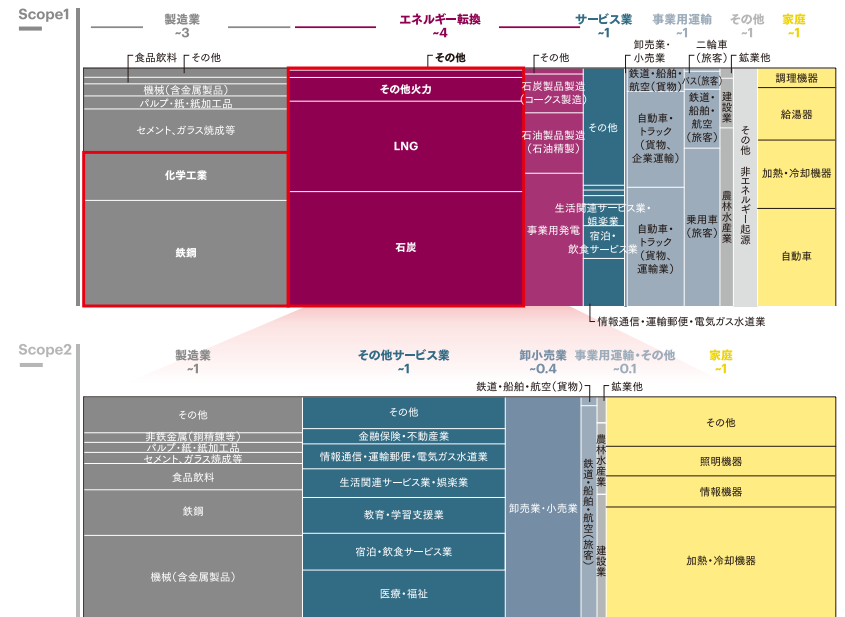 Scope1
製造業
~3
エネルギー転換
~4
サービス業
~1
事業用運輸
~1
その他
~1
家庭
~1
食品飲料
その他
その他
その他
卸売業・
小売業
二輪車
(旅客)
鉱業他
機械(含金属製品)
パルプ・紙・紙加工品
セメント、ガラス焼成等
化学工業
鉄鋼
その他火力
LNG
石炭
石炭製品製造
(コークス製造)
石油製品製造
(石油精製)
事業用発電
その他
生活関連サービス業・
娯楽業
宿泊・
飲食サービス業
情報通信・運輸郵便・電気ガス水道業
鉄道・船舶・
航空(貨物)
自動車・
トラック
(貨物、
企業運輸)
自動車・
トラック
(貨物、
運輸業)
バス(旅客)
鉄道・
船舶・
航空
(旅客)
乗用車
(旅客)
建設業
農林水産業
その他 非エネルギー起源
調理機器
給湯器
加熱・冷却機器
自動車
Scope2
製造業
~1
その他サービス業
~1
卸小売業
~0.4
事業用運輸・その他
~0.1
家庭
~1
鉄道・船舶・航空(貨物)
鉱業他
その他
非鉄金属(銅精錬等)
パルプ・紙・紙加工品
セメント、ガラス焼成等
食品飲料
鉄鋼
機械(含金属製品)
その他
金融保険・不動産業
情報通信・運輸郵便・電気ガス水道業
生活関連サービス業・娯楽業
教育・学習支援業
宿泊・飲食サービス業
医療・福祉
卸売業・小売業
鉄道・船舶・航空(旅客)
農林水産業
建設業
その他
照明機器
情報機器
加熱・冷却機器